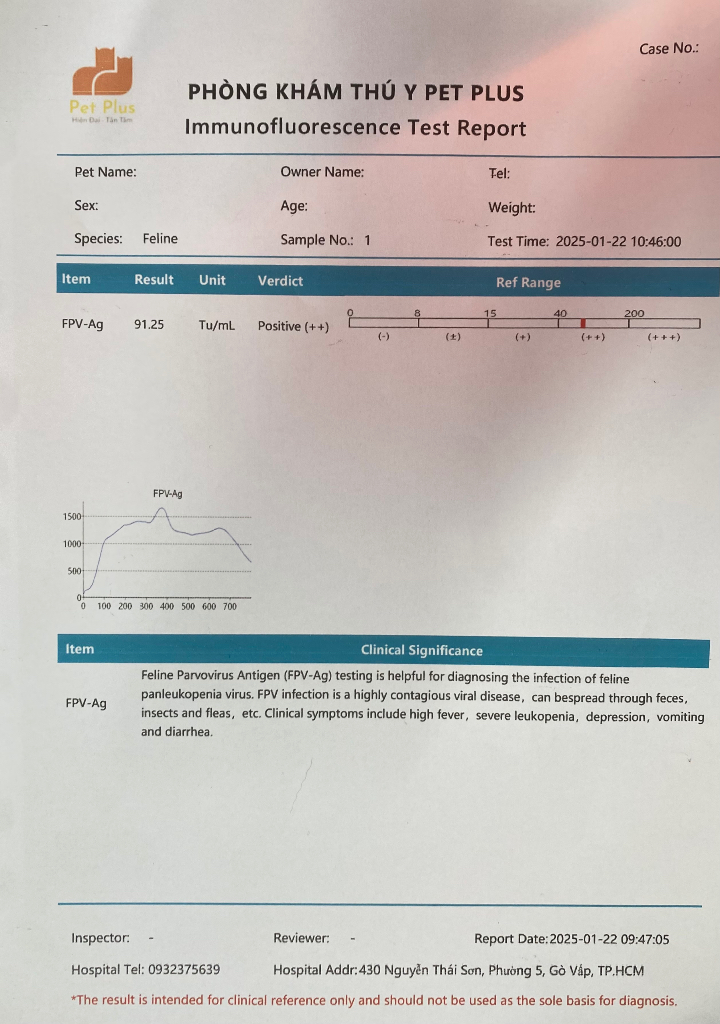 Case No.:
Pet Plus
Hiện Đại - Tận Tâm
PHÒNG KHÁM THÚ Y PET PLUS
Immunofluorescence Test Report
Pet Name: Owner Name: Tel:
Sex: Age: Weight:
Species: Feline Sample No.: 1 Test Time: 2025-01-22 10:46:00
Item Result Unit Verdict Ref Range
0 8 15 40 200
FPV-Ag 91.25 Tu/mL Positive (++)
(-) (±) (+) (++) (+++)
FPV-Ag
1500
1000
500
0
0 100 200 300 400 500 600 700
Item Clinical Significance
Feline Parvovirus Antigen (FPV-Ag) testing is helpful for diagnosing the infection of feline
panleukopenia virus. FPV infection is a highly contagious viral disease, can bespread through feces,
FPV-Ag
insects and fleas, etc. Clinical symptoms include high fever, severe leukopenia, depression, vomiting
and diarrhea.
Inspector: - Reviewer: - Report Date:2025-01-22 09:47:05
Hospital Tel: 0932375639 Hospital Addr:430 Nguyễn Thái Sơn, Phường 5, Gò Vấp, TP.HCM
*The result is intended for clinical reference only and should not be used as the sole basis for diagnosis.